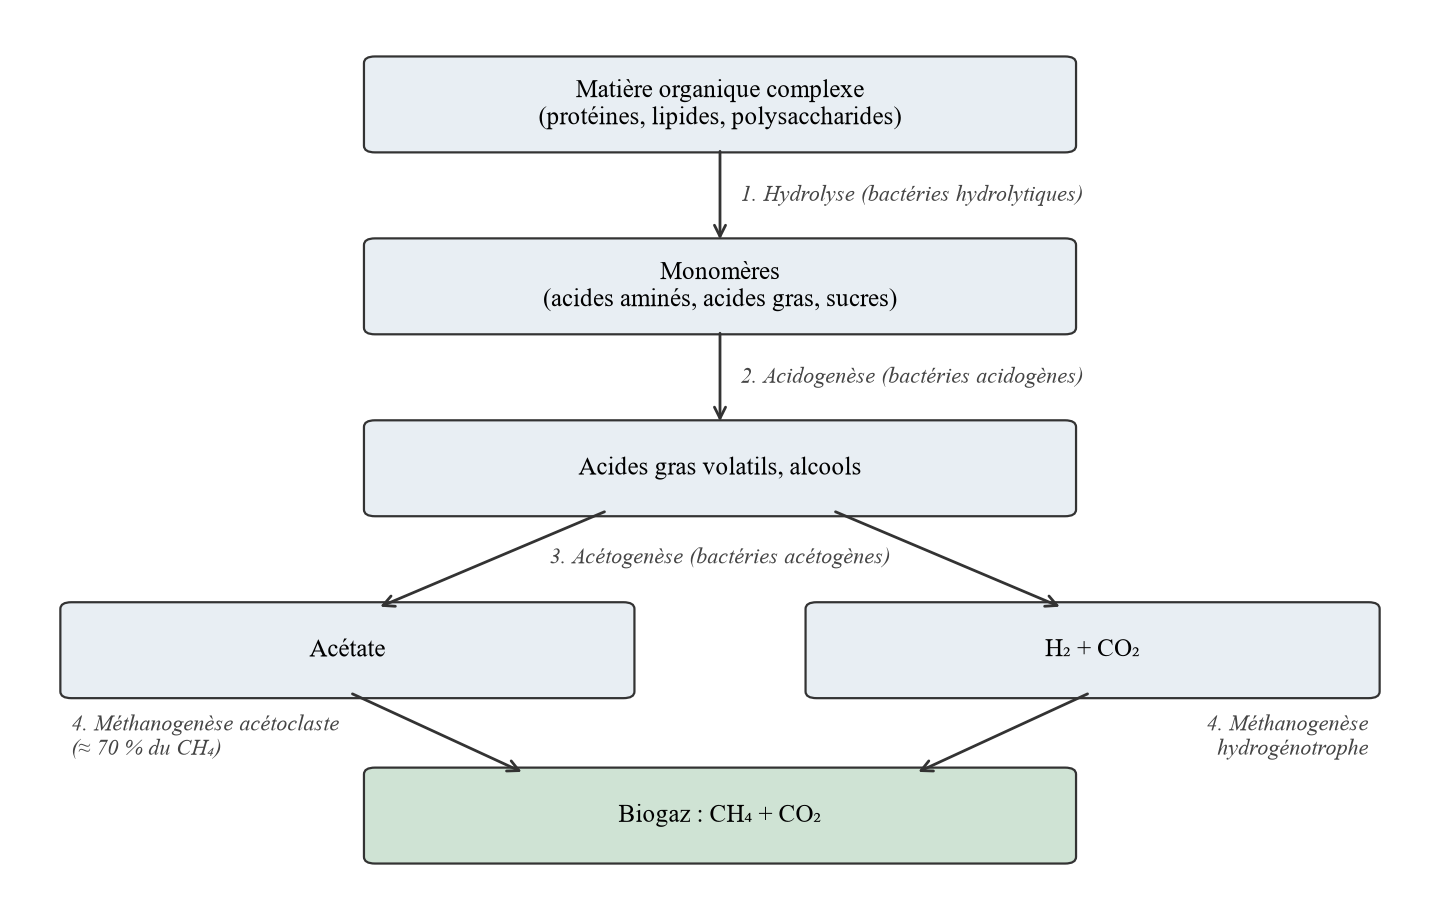 Matière organique complexe
(protéines, lipides, polysaccharides)
1. Hydrolyse (bactéries hydrolytiques)
Monomères
(acides aminés, acides gras, sucres)
2. Acidogenèse (bactéries acidogènes)
Acides gras volatils, alcools
3. Acétogenèse (bactéries acétogènes)
Acétate
H₂ + CO₂
4. Méthanogenèse acétoclaste
(≈ 70 % du CH₄)
4. Méthanogenèse
hydrogénotrophe
Biogaz : CH₄ + CO₂